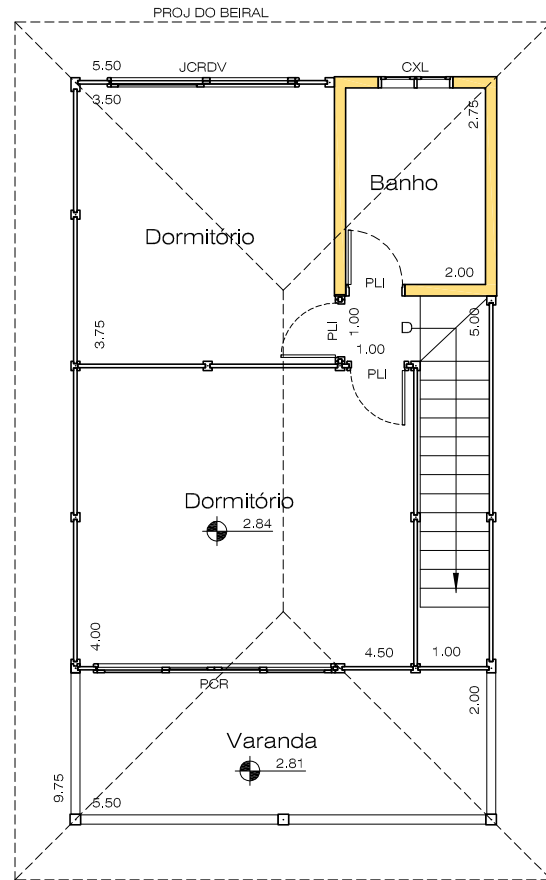 PROJ DO BEIRAL
5.50
JCRDV
CXL
3.50
2.75
Banho
Dormitório
2.00
PLI
3.75
PLI
1.00
1.00
D
5.00
PLI
Dormitório
2.84
4.00
4.50
1.00
PCR
2.00
Varanda
2.81
9.75
5.50